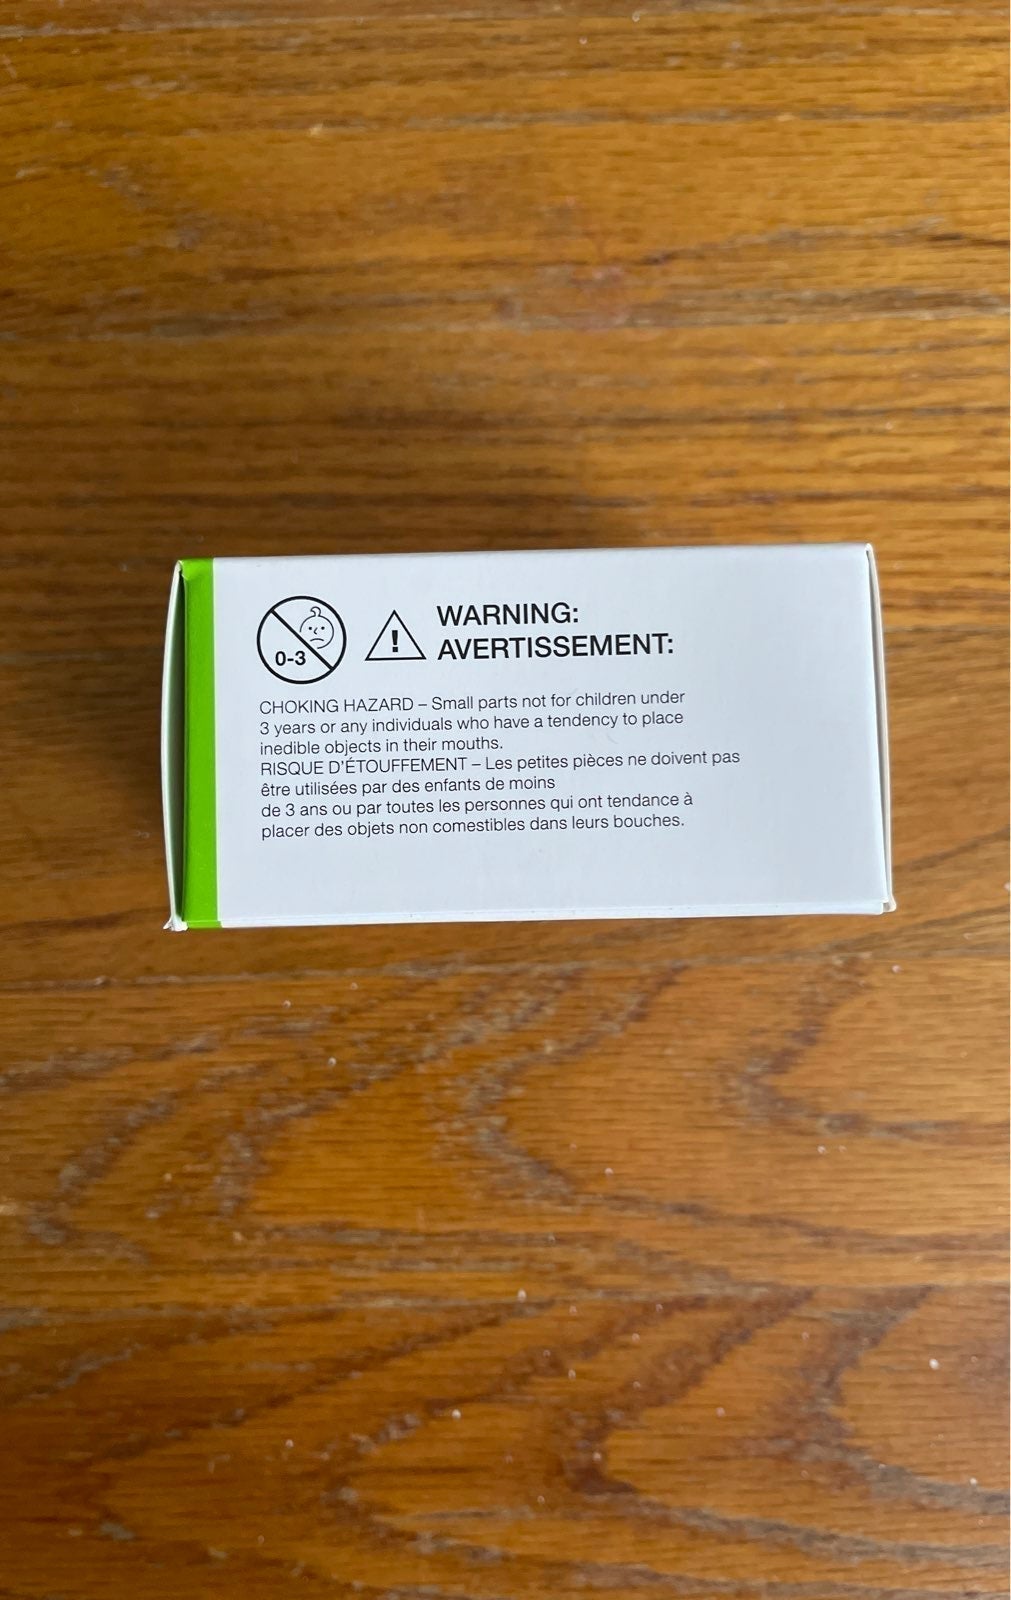 0-3
!
WARNING:
AVERTISSEMENT:
CHOKING HAZARD – Small parts not for children under
3 years or any individuals who have a tendency to place
inedible objects in their mouths.
RISQUE D'ÉTOUFFEMENT – Les petites pièces ne doivent pas
être utilisées par des enfants de moins
de 3 ans ou par toutes les personnes qui ont tendance à
placer des objets non comestibles dans leurs bouches.